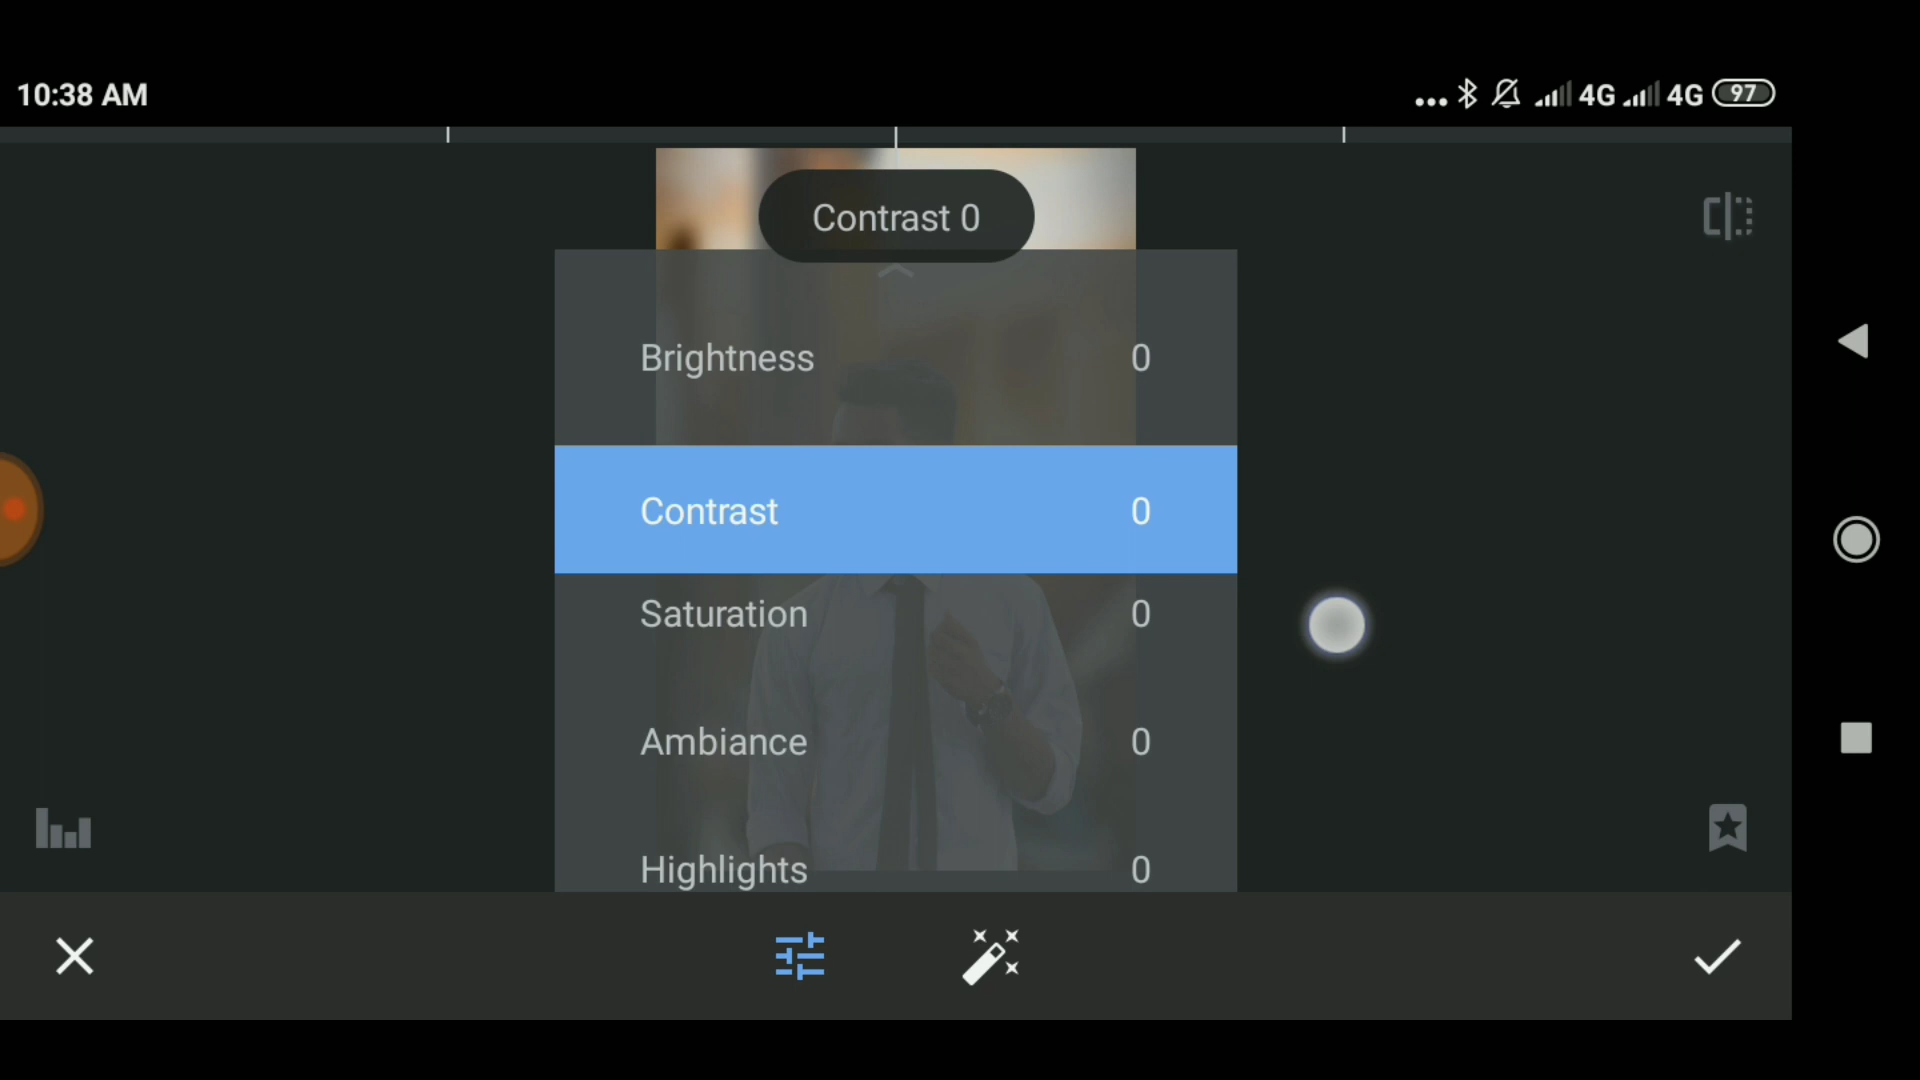 10:38 AM
4G 4G 97
Contrast 0
Brightness 0
Contrast 0
Saturation 0
Ambiance 0
Highlights 0